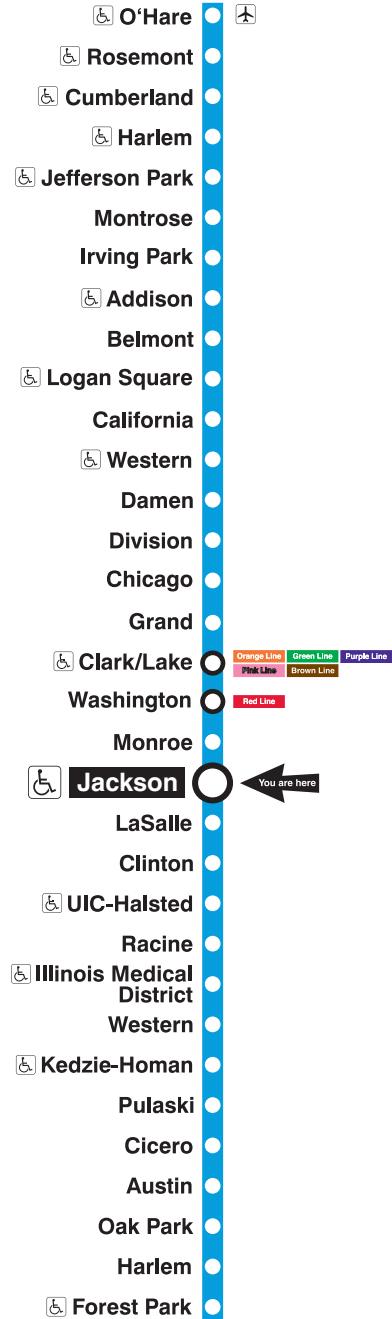 O'Hare
Rosemont
Cumberland
Harlem
Jefferson Park
Montrose
Irving Park
Addison
Belmont
Logan Square
California
Western
Damen
Division
Chicago
Grand
Clark/Lake
Orange Line Green Line Purple Line
Pink Line Brown Line
Washington
Red Line
Monroe
Jackson
You are here
LaSalle
Clinton
UIC-Halsted
Racine
Illinois Medical
District
Western
Kedzie-Homan
Pulaski
Cicero
Austin
Oak Park
Harlem
Forest Park